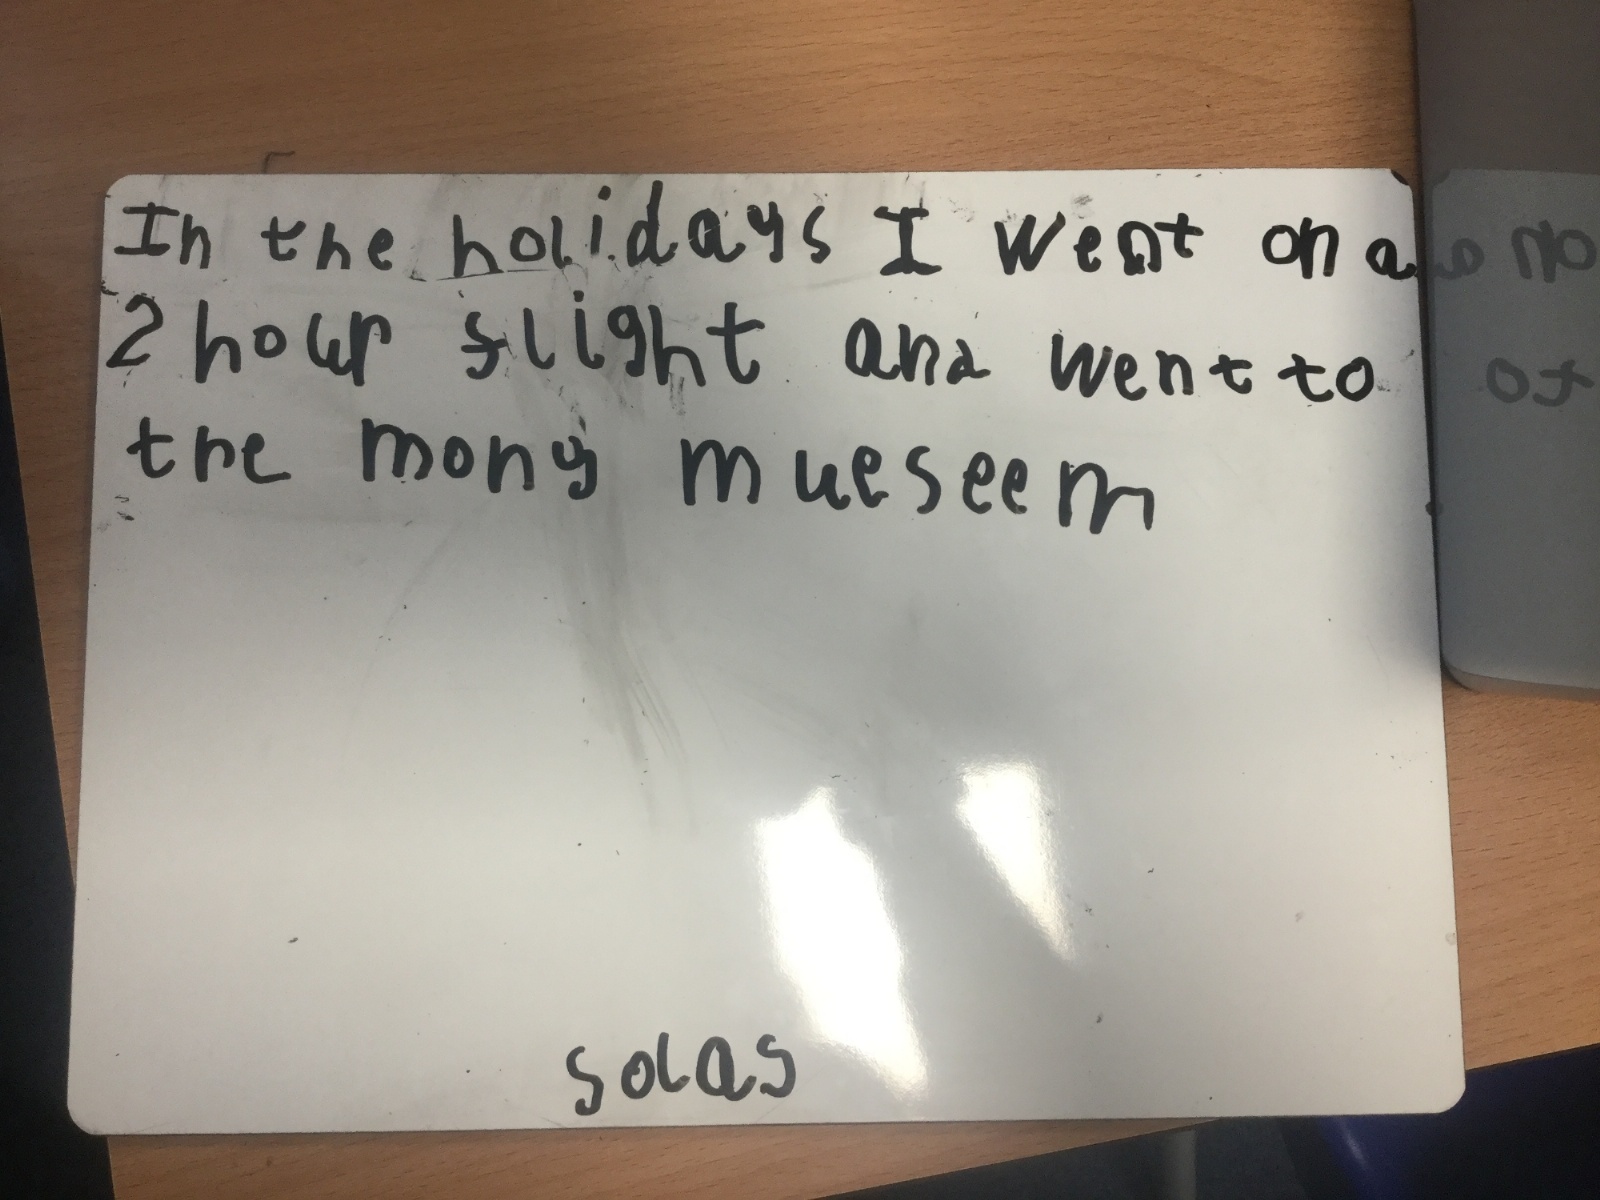 In the holidays I went on a
2 hour flight and went to
the mony mueseem
solas